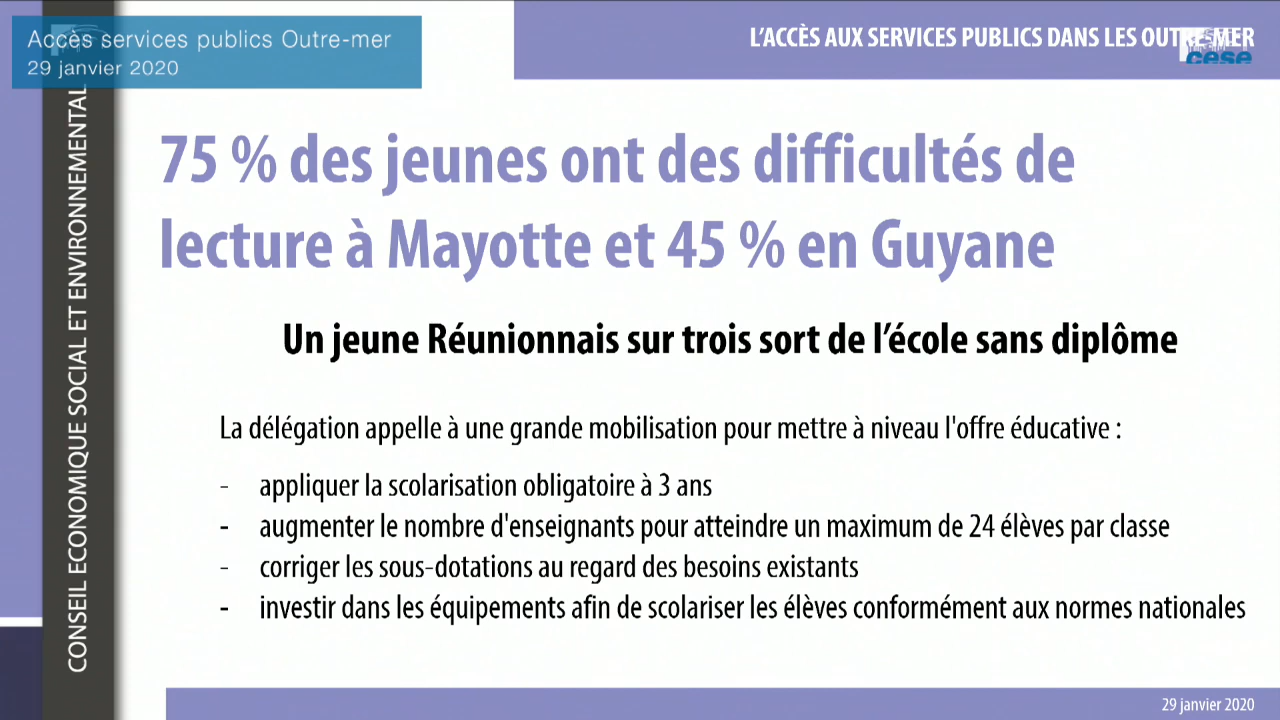 Accès services publics Outre-mer
29 janvier 2020
L’ACCÈS AUX SERVICES PUBLICS DANS LES OUTRE-MER
cese
CONSEIL ECONOMIQUE SOCIAL ET ENVIRONNEMENTAL
75 % des jeunes ont des difficultés de
lecture à Mayotte et 45 % en Guyane
Un jeune Réunionnais sur trois sort de l’école sans diplôme
La délégation appelle à une grande mobilisation pour mettre à niveau l'offre éducative :
- appliquer la scolarisation obligatoire à 3 ans
- augmenter le nombre d'enseignants pour atteindre un maximum de 24 élèves par classe
- corriger les sous-dotations au regard des besoins existants
- investir dans les équipements afin de scolariser les élèves conformément aux normes nationales
29 janvier 2020